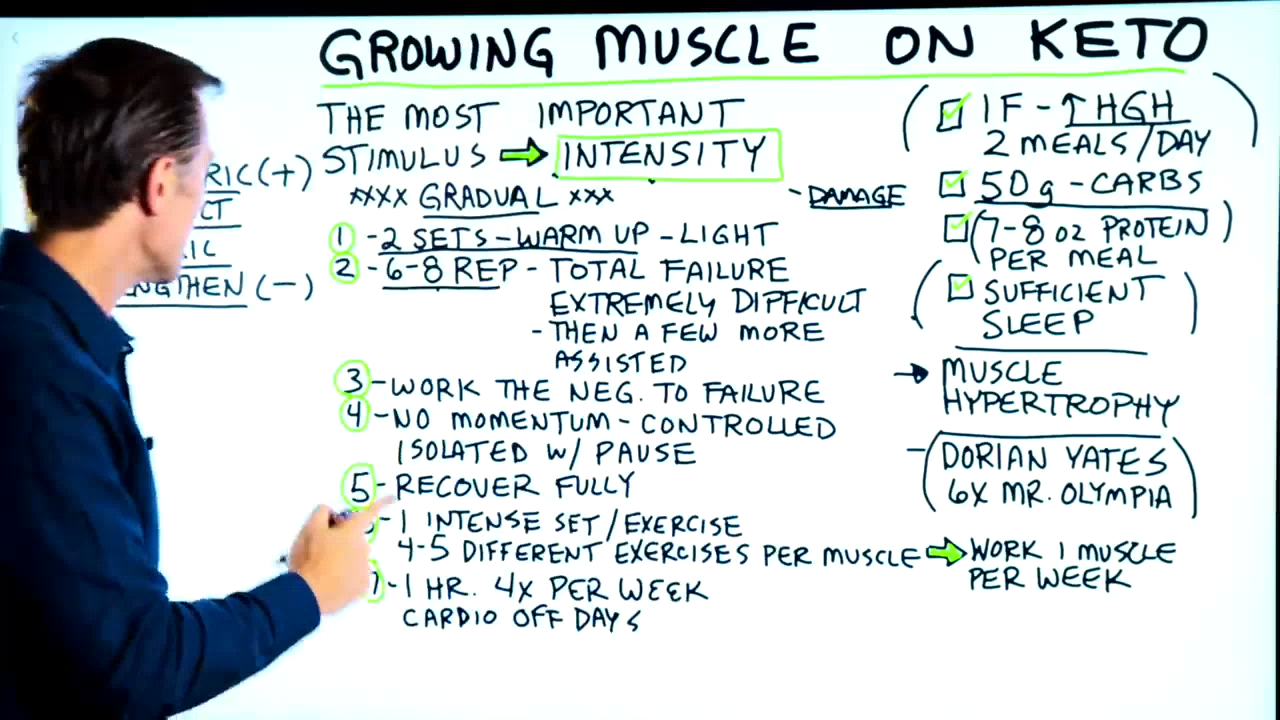 GROWING MUSCLE ON KETO
THE MOST IMPORTANT
STIMULUS → INTENSITY
xxxx GRADUAL xxx
- DAMAGE
1 - 2 SETS - WARM UP - LIGHT
2 - 6-8 REP - TOTAL FAILURE
EXTREMELY DIFFICULT
- THEN A FEW MORE
ASSISTED
3 - WORK THE NEG. TO FAILURE
4 - NO MOMENTUM - CONTROLLED
ISOLATED W/ PAUSE
5 - RECOVER FULLY
- 1 INTENSE SET/EXERCISE
4-5 DIFFERENT EXERCISES PER MUSCLE → WORK 1 MUSCLE
PER WEEK
- 1 HR. 4X PER WEEK
CARDIO OFF DAYS
(+)
(-)
☑ IF - ↑ HGH
2 MEALS/DAY
☑ 50g - CARBS
☑ (7-8 oz PROTEIN)
PER MEAL
☑ SUFFICIENT
SLEEP
→ MUSCLE
HYPERTROPHY
- DORIAN YATES
6X MR. OLYMPIA